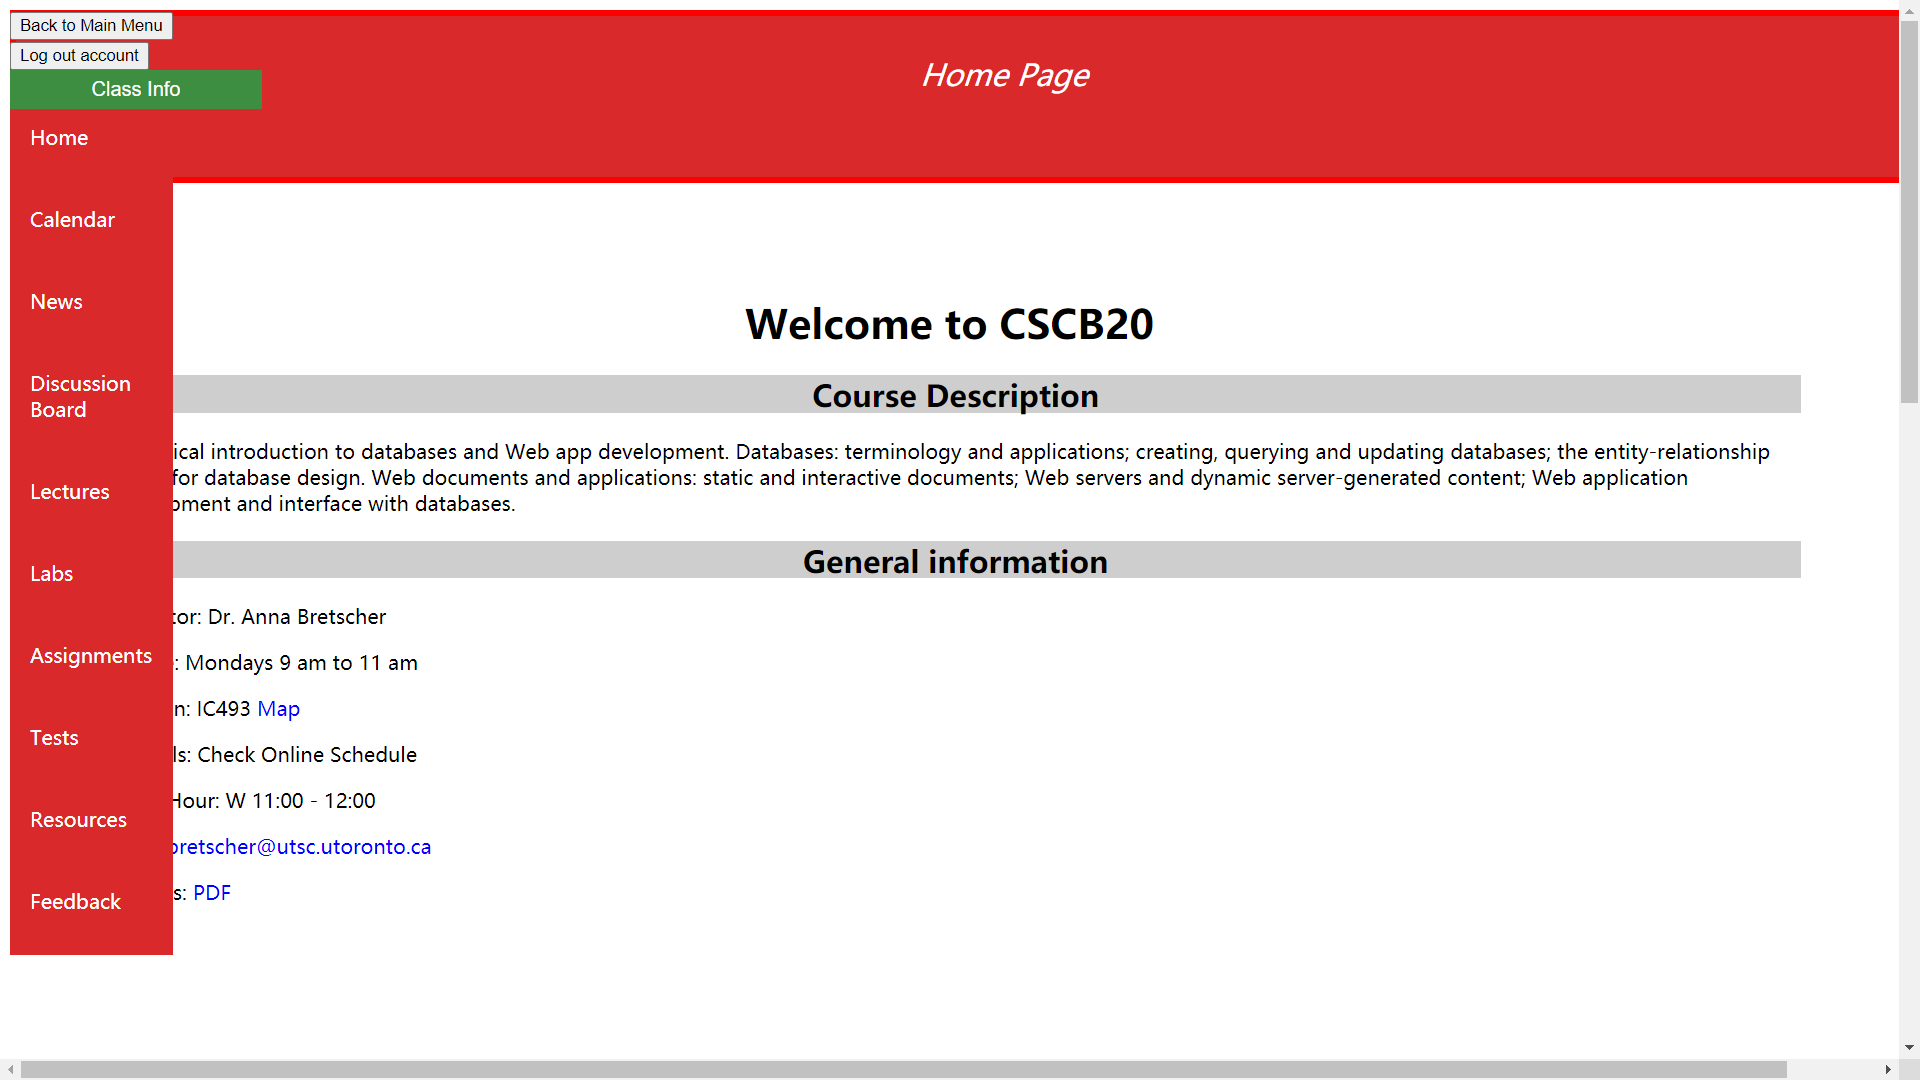 Back to Main Menu
Log out account
Class Info
Home Page
Home
Calendar
News
Discussion
Board
Lectures
Labs
Assignments
Tests
Resources
Feedback
Welcome to CSCB20
Course Description
ical introduction to databases and Web app development. Databases: terminology and applications; creating, querying and updating databases; the entity-relationship
for database design. Web documents and applications: static and interactive documents; Web servers and dynamic server-generated content; Web application
pment and interface with databases.
General information
tor: Dr. Anna Bretscher
: Mondays 9 am to 11 am
n: IC493 Map
ls: Check Online Schedule
Hour: W 11:00 - 12:00
bretscher@utsc.utoronto.ca
s: PDF